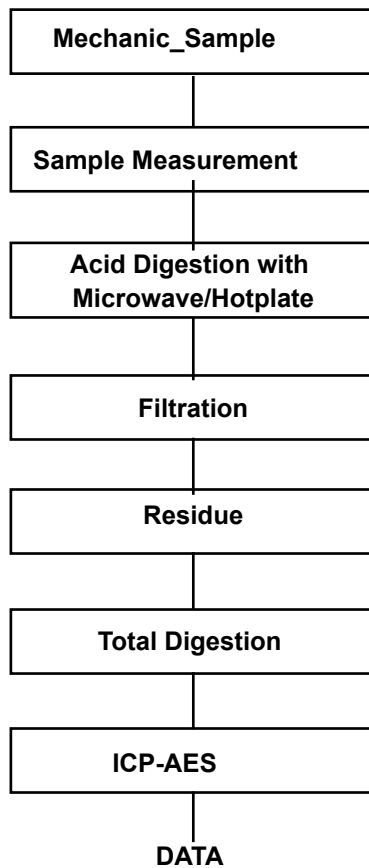 Mechanic_Sample
Sample Measurement
Acid Digestion with
Microwave/Hotplate
Filtration
Residue
Total Digestion
ICP-AES
DATA